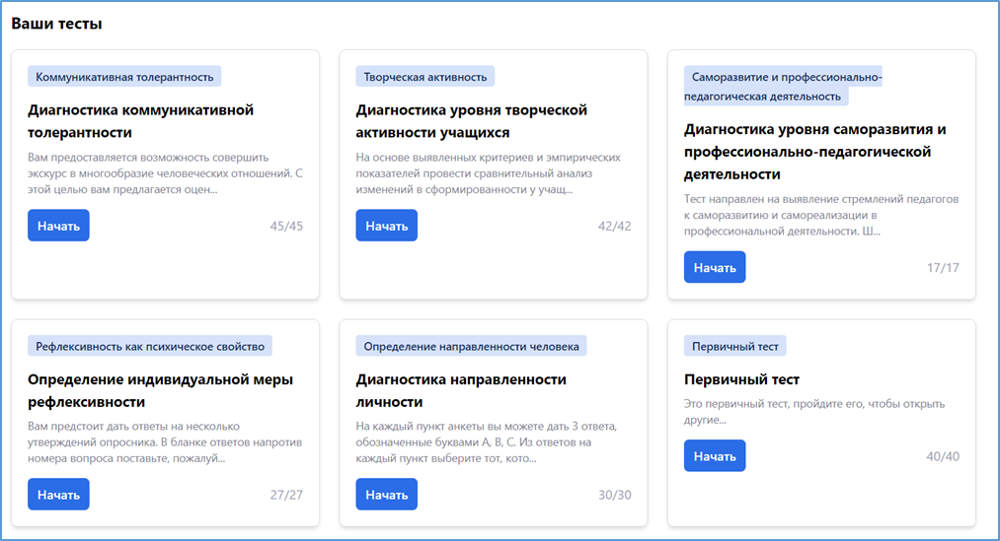 Ваши тесты
Коммуникативная толерантность
Диагностика коммуникативной
толерантности
Вам предоставляется возможность совершить
экскурс в многообразие человеческих отношений. С
этой целью вам предлагается оцен...
Начать
45/45
Творческая активность
Диагностика уровня творческой
активности учащихся
На основе выявленных критериев и эмпирических
показателей провести сравнительный анализ
изменений в сформированности у учащ...
Начать
42/42
Саморазвитие и профессионально-
педагогическая деятельность
Диагностика уровня саморазвития и
профессионально-педагогической
деятельности
Тест направлен на выявление стремлений педагогов
к саморазвитию и самореализации в
профессиональной деятельности. Ш...
Начать
17/17
Рефлексивность как психическое свойство
Определение индивидуальной меры
рефлексивности
Вам предстоит дать ответы на несколько
утверждений опросника. В бланке ответов напротив
номера вопроса поставьте, пожалуй...
Начать
27/27
Определение направленности человека
Диагностика направленности
личности
На каждый пункт анкеты вы можете дать 3 ответа,
обозначенные буквами А, В, С. Из ответов на
каждый пункт выберите тот, кото...
Начать
30/30
Первичный тест
Первичный тест
Это первичный тест, пройдите его, чтобы открыть
другие...
Начать
40/40